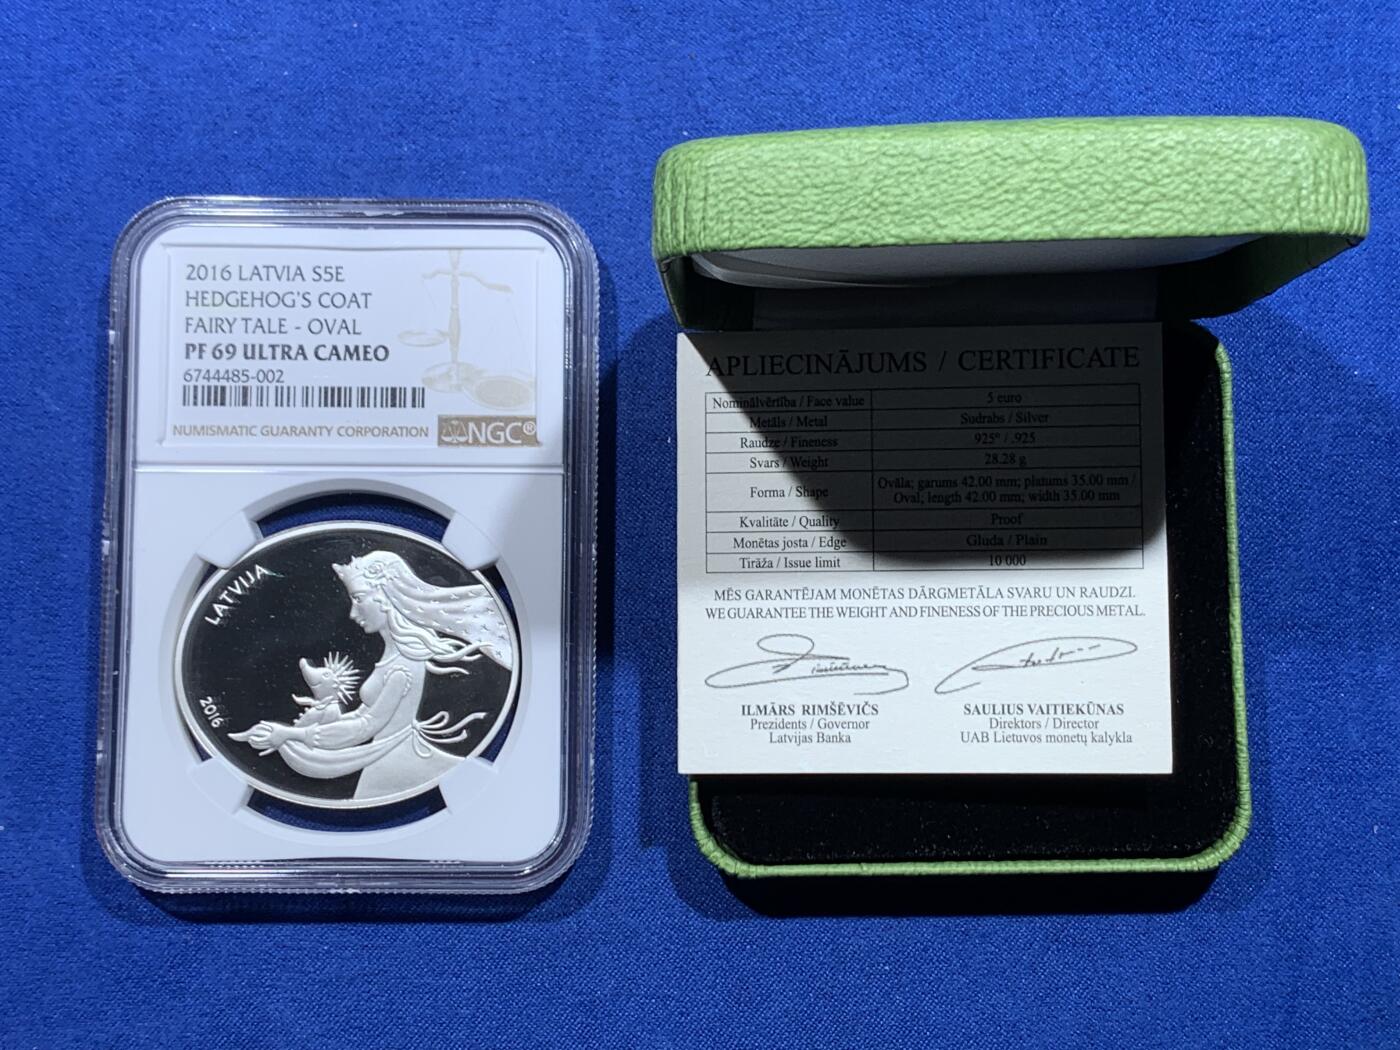 2016 LATVIA S5E
HEDGEHOG'S COAT
FAIRY TALE - OVAL
PF 69 ULTRA CAMEO
6744485-002
NUMISMATIC GUARANTY CORPORATION
NGC®
LATVIJA
2016
APLIECINĀJUMS / CERTIFICATE
Nominālvērtība / Face value 5 euro
Metāls / Metal Sudrabs / Silver
Raudze / Fineness 925° / .925
Svars / Weight 28.28 g
Forma / Shape Ovāla; garums 42.00 mm; platums 35.00 mm /
Oval, length 42.00 mm; width 35.00 mm
Kvalitāte / Quality Proof
Monētas josta / Edge Gluda / Plain
Tirāža / Issue limit 10 000
MĒS GARANTĒJAM MONĒTAS DĀRGMETĀLA SVARU UN RAUDZI.
WE GUARANTEE THE WEIGHT AND FINENESS OF THE PRECIOUS METAL.
ILMĀRS RIMŠĒVIČS
Prezidents / Governor
Latvijas Banka
SAULIUS VAITIEKŪNAS
Direktors / Director
UAB Lietuvos monetų kalykla